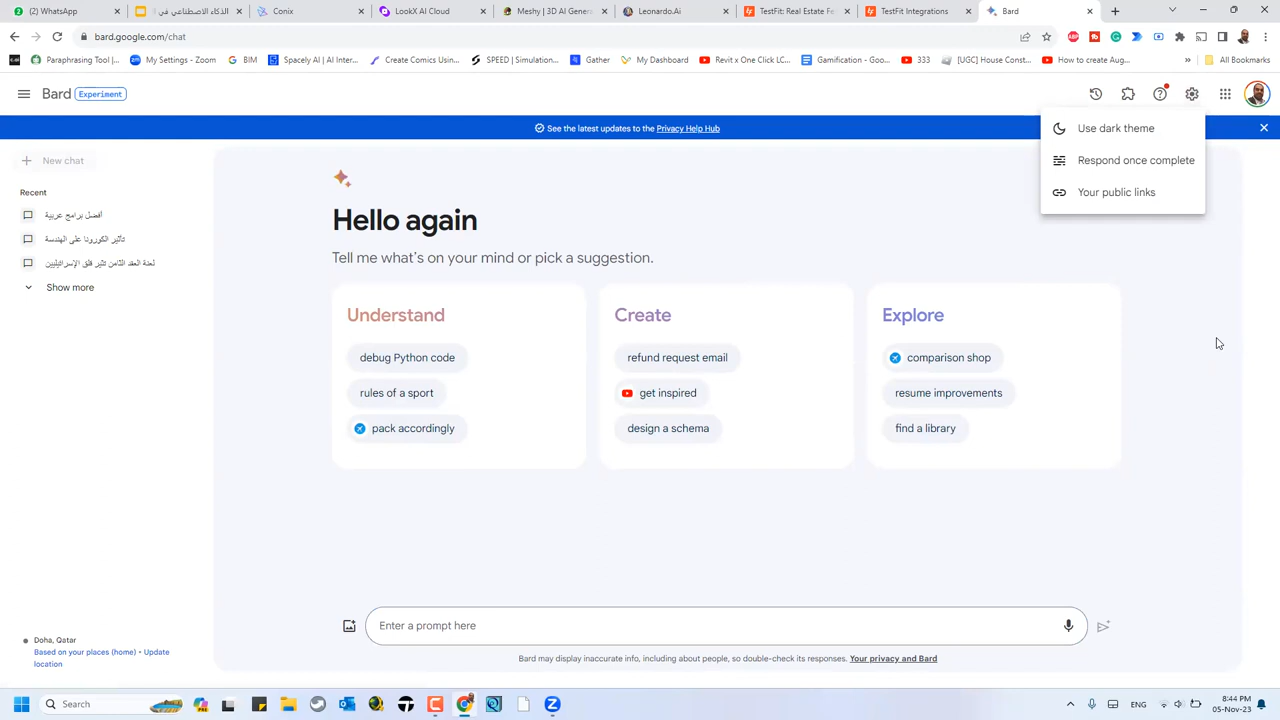 (2) WhatsApp
الذكاء الاصطناعي في ا
Conix
LookX AI Cloud
Meshy | 3D AI Gener
Leonardo.Ai
TestFit: Real Estate Fe
TestFit Integrations
Bard
bard.google.com/chat
Paraphrasing Tool |...
My Settings - Zoom
BIM
Spacely AI | AI Inter...
Create Comics Using...
SPEED | Simulation...
Gather
My Dashboard
Revit x One Click LC...
Gamification - Goo...
333
[UGC] House Const...
How to create Aug...
»
All Bookmarks
Bard Experiment
See the latest updates to the Privacy Help Hub
Use dark theme
Respond once complete
Your public links
New chat
Recent
أفضل برامج عربية
تأثير الكورونا على الهندسة
لعنة العقد الثامن تثير قلق الإسرائيليين
Show more
Hello again
Tell me what's on your mind or pick a suggestion.
Understand
debug Python code
rules of a sport
pack accordingly
Create
refund request email
get inspired
design a schema
Explore
comparison shop
resume improvements
find a library
Enter a prompt here
Bard may display inaccurate info, including about people, so double-check its responses. Your privacy and Bard
Doha, Qatar
Based on your places (home) • Update
location
Search
ENG
8:44 PM
05-Nov-23